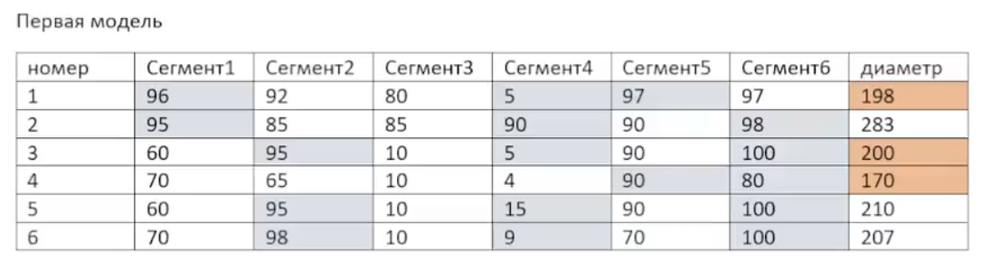 Первая модель
номер Сегмент1 Сегмент2 Сегмент3 Сегмент4 Сегмент5 Сегмент6 диаметр
1 96 92 80 5 97 97 198
2 95 85 85 90 90 98 283
3 60 95 10 5 90 100 200
4 70 65 10 4 90 80 170
5 60 95 10 15 90 100 210
6 70 98 10 9 70 100 207